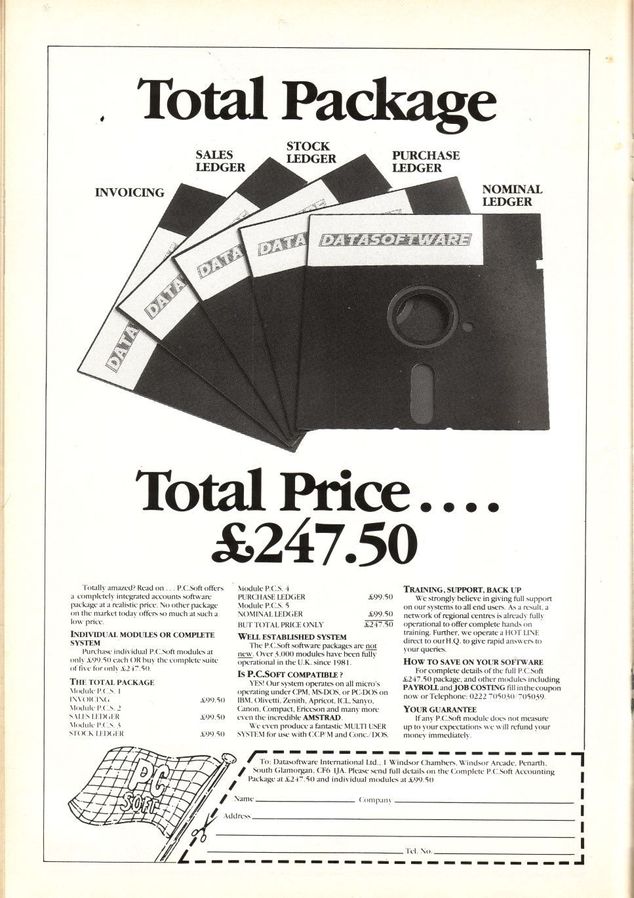 Total Package
INVOICING
SALES
LEDGER
STOCK
LEDGER
PURCHASE
LEDGER
NOMINAL
LEDGER
DATA
DATA
DATA
DATA
DATASOFTWARE
Total Price....
£247.50
Totally amazed? Read on . . . P.C.Soft offers
a completely integrated accounts software
package at a realistic price. No other package
on the market today offers so much at such a
low price.
INDIVIDUAL MODULES OR COMPLETE
SYSTEM
Purchase individual P.C.Soft modules at
only £99.50 each OR buy the complete suite
of five for only £247.50.
THE TOTAL PACKAGE
Module P.C.S. 1
INVOICING £99.50
Module P.C.S. 2
SALES LEDGER £99.50
Module P.C.S. 3
STOCK LEDGER £99.50
Module P.C.S. 4
PURCHASE LEDGER £99.50
Module P.C.S. 5
NOMINAL LEDGER £99.50
BUT TOTAL PRICE ONLY £247.50
WELL ESTABLISHED SYSTEM
The P.C.Soft software packages are not
new. Over 3,000 modules have been fully
operational in the U.K. since 1981.
IS P.C.SOFT COMPATIBLE?
YES! Our system operates on all micro's
operating under CPM, MS-DOS, or PC-DOS on
IBM, Olivetti, Zenith, Apricot, ICL, Sanyo,
Canon, Compact, Ericcson and many more
even the incredible AMSTRAD.
We even produce a fantastic MULTI USER
SYSTEM for use with CCP M and Conc./DOS.
TRAINING, SUPPORT, BACK UP
We strongly believe in giving full support
on our systems to all end users. As a result, a
network of regional centres is already fully
operational to offer complete hands on
training. Further, we operate a HOT LINE
direct to our H.Q. to give rapid answers to
your queries.
HOW TO SAVE ON YOUR SOFTWARE
For complete details of the full P.C.Soft
£247.50 package, and other modules including
PAYROLL and JOB COSTING fill in the coupon
now or Telephone: 0222 705030 705039.
YOUR GUARANTEE
If any P.C.Soft module does not measure
up to your expectations we will refund your
money immediately.
PC
SOFT
To: Datasoftware International Ltd., 1 Windsor Chambers, Windsor Arcade, Penarth,
South Glamorgan, CF6 1JA. Please send full details on the Complete P.C.Soft Accounting
Package at £247.50 and individual modules at £99.50
Name Company
Address
Tel. No.